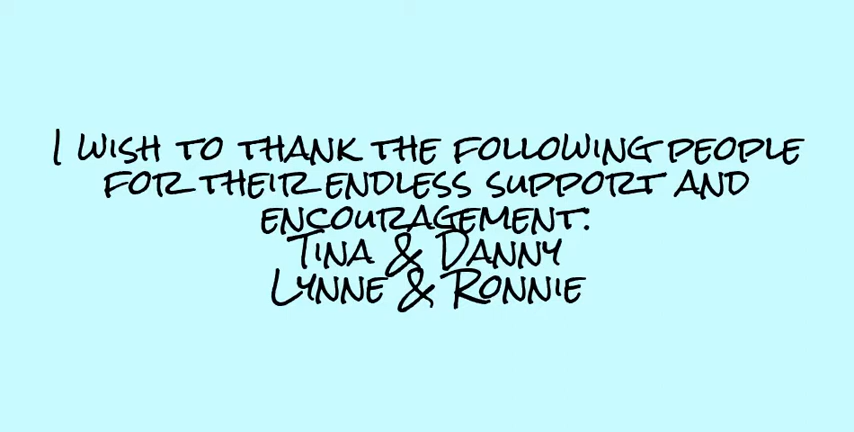 I wish to thank the following people
for their endless support and
encouragement:
Tina & Danny
Lynne & Ronnie